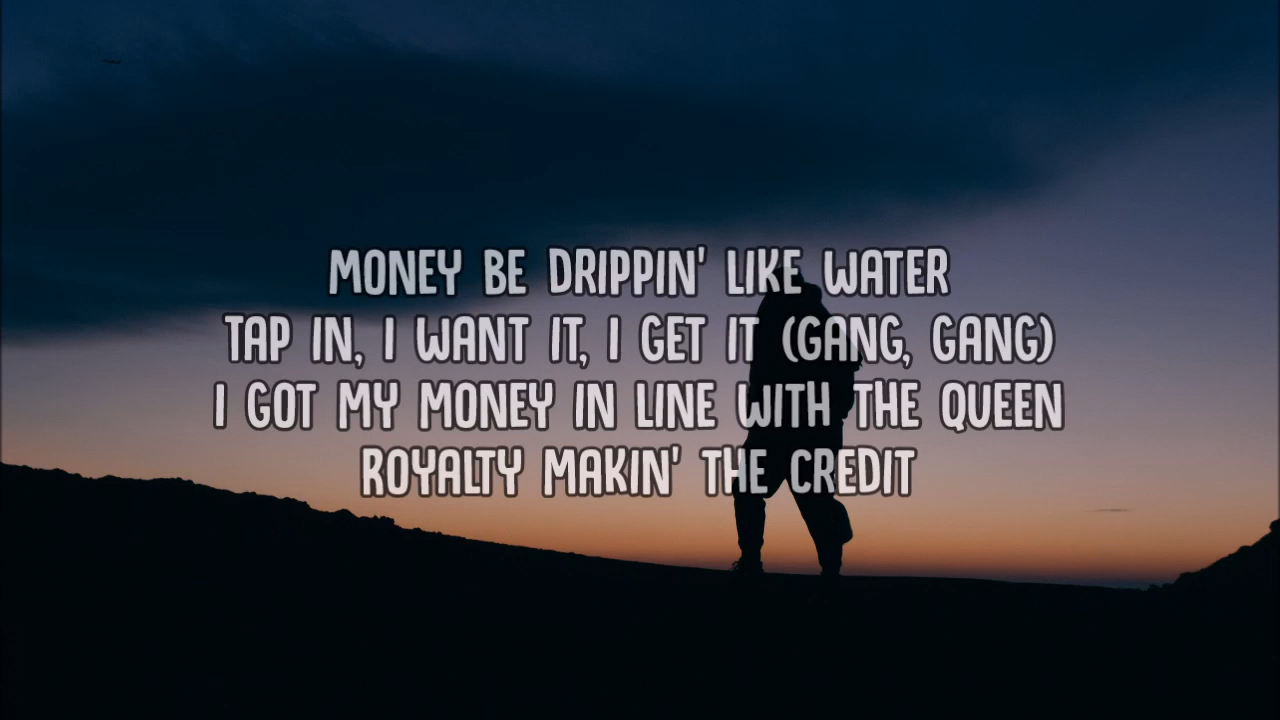 MONEY BE DRIPPIN' LIKE WATER
TAP IN, I WANT IT, I GET IT (GANG, GANG)
I GOT MY MONEY IN LINE WITH THE QUEEN
ROYALTY MAKIN' THE CREDIT